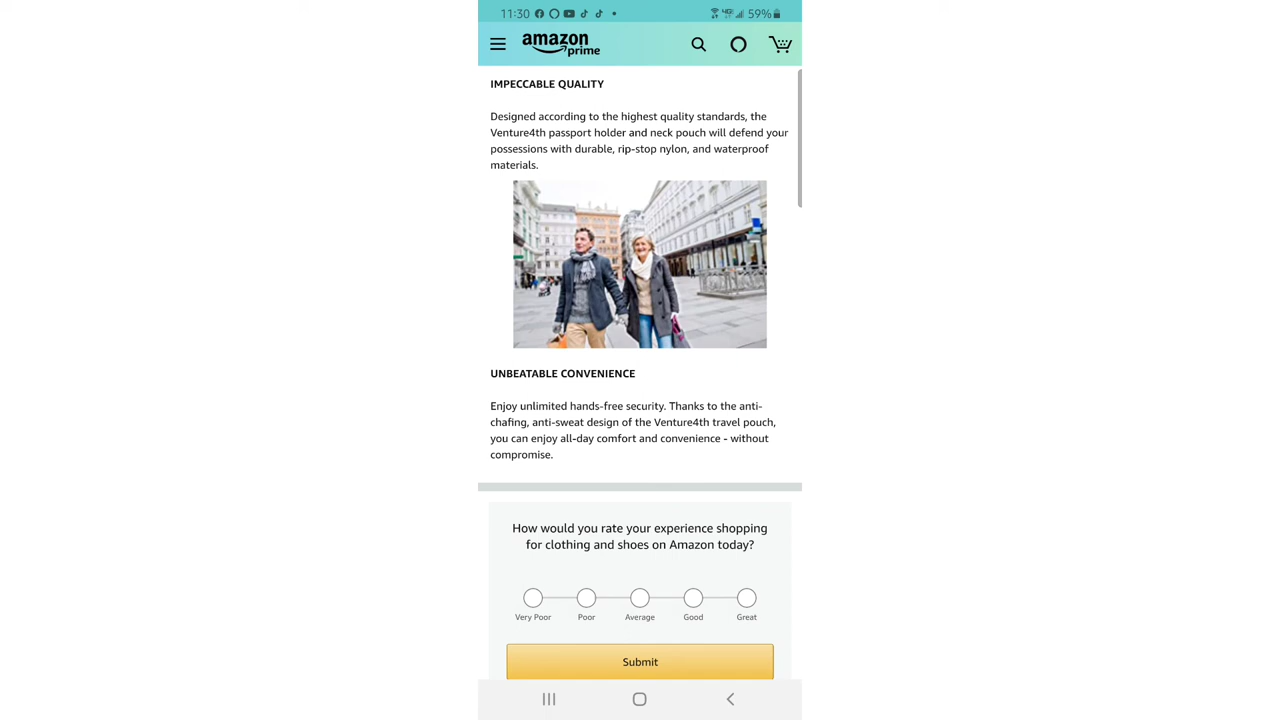 11:30 59%
amazon
prime
IMPECCABLE QUALITY
Designed according to the highest quality standards, the
Venture4th passport holder and neck pouch will defend your
possessions with durable, rip-stop nylon, and waterproof
materials.
UNBEATABLE CONVENIENCE
Enjoy unlimited hands-free security. Thanks to the anti-
chafing, anti-sweat design of the Venture4th travel pouch,
you can enjoy all-day comfort and convenience - without
compromise.
How would you rate your experience shopping
for clothing and shoes on Amazon today?
Very Poor Poor Average Good Great
Submit